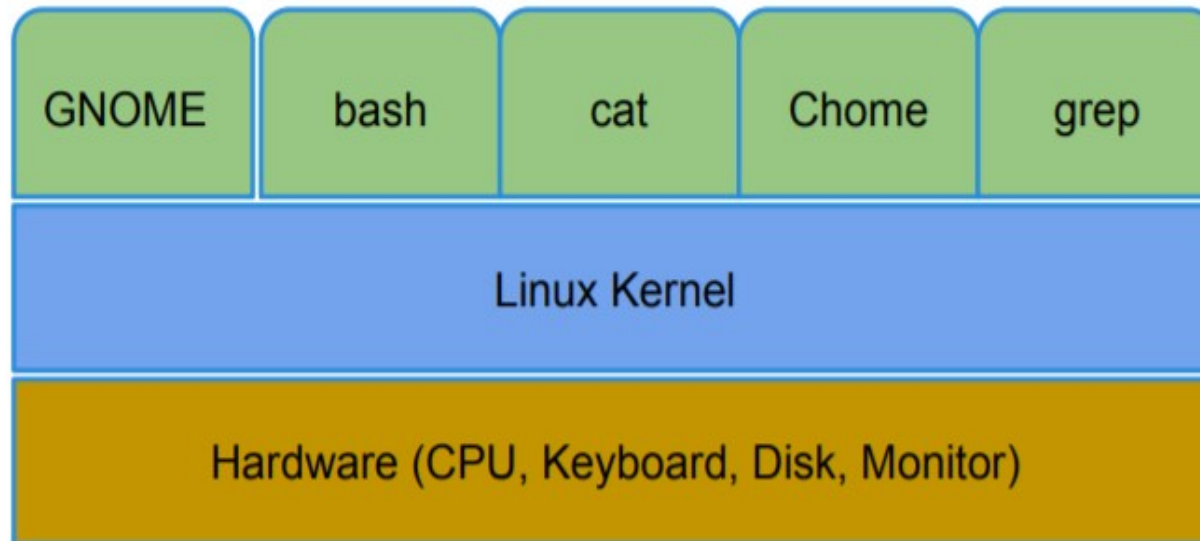 GNOME bash cat Chome grep
Linux Kernel
Hardware (CPU, Keyboard, Disk, Monitor)